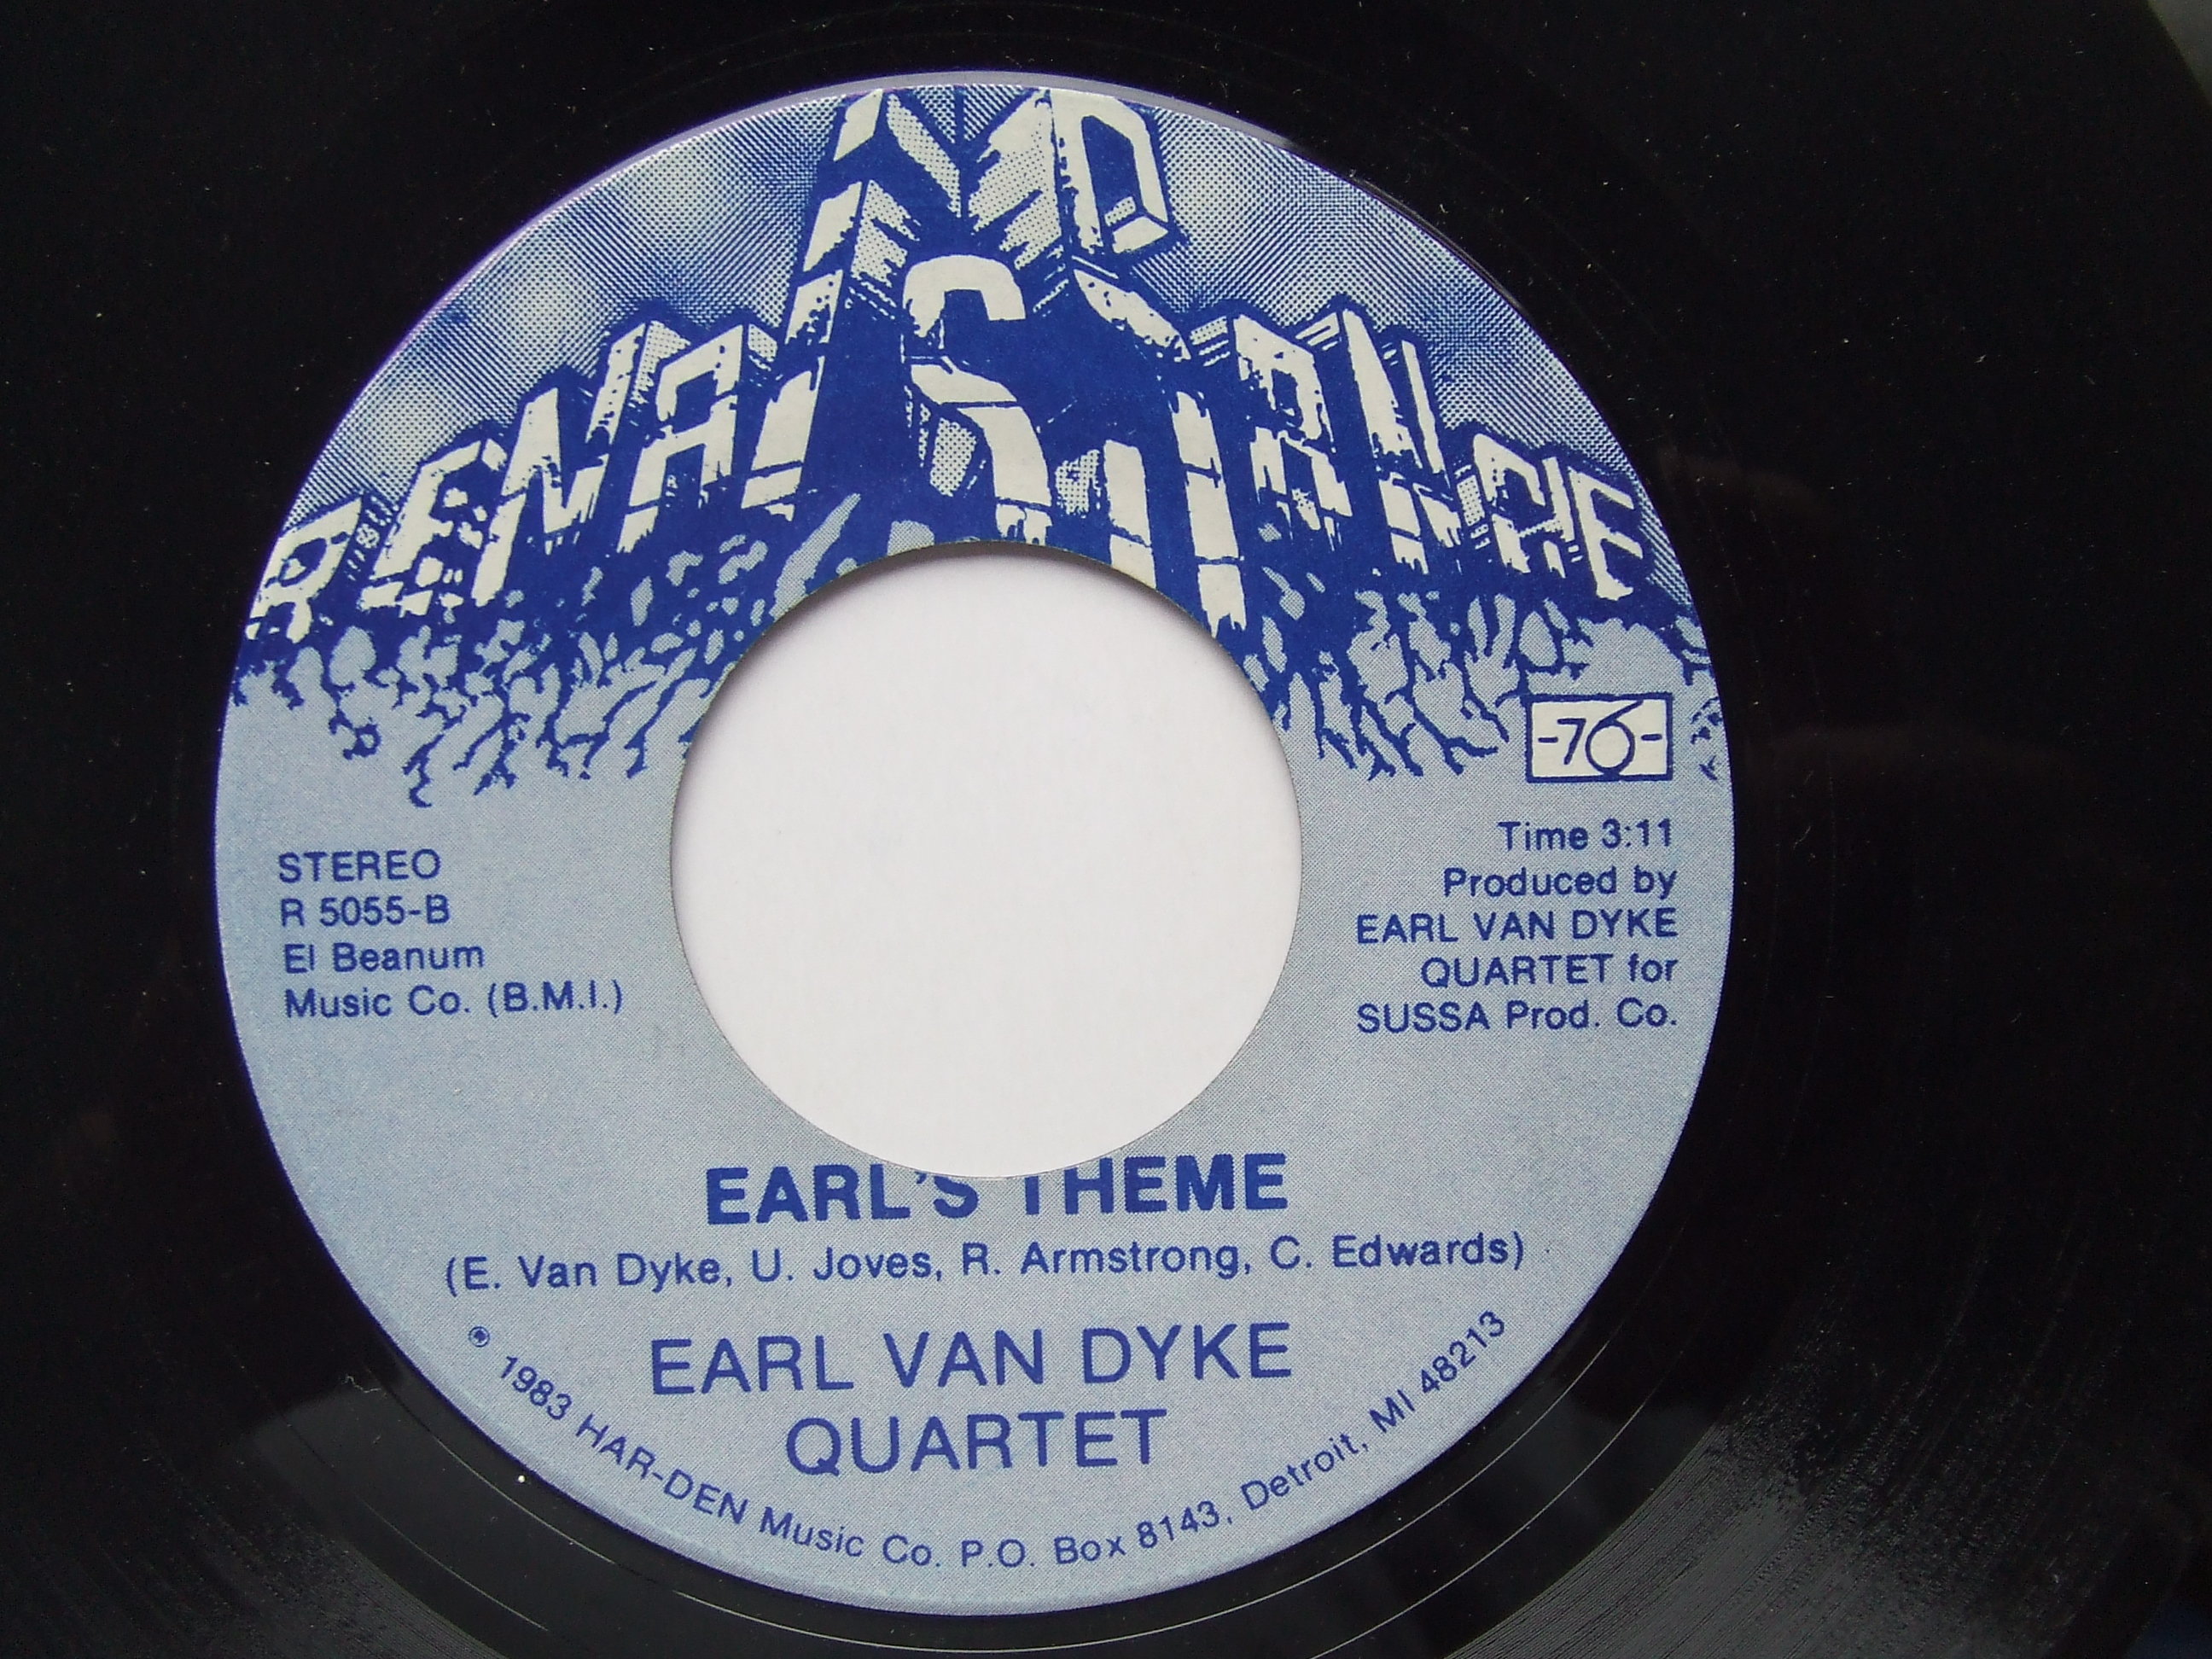 RENAISSANCE
-76-
STEREO
R 5055-B
El Beanum
Music Co. (B.M.I.)
Time 3:11
Produced by
EARL VAN DYKE
QUARTET for
SUSSA Prod. Co.
EARL'S THEME
(E. Van Dyke, U. Joves, R. Armstrong, C. Edwards)
EARL VAN DYKE
QUARTET
℗ 1983 HAR-DEN Music Co. P.O. Box 8143, Detroit, MI 48213